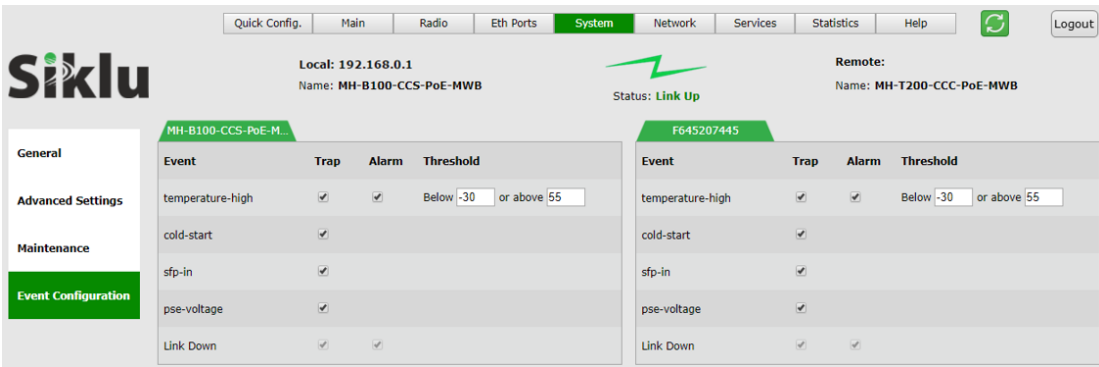 Quick Config. Main Radio Eth Ports System Network Services Statistics Help Logout
Siklu
Local: 192.168.0.1
Name: MH-B100-CCS-PoE-MWB
Status: Link Up
Remote:
Name: MH-T200-CCC-PoE-MWB
General
Advanced Settings
Maintenance
Event Configuration
MH-B100-CCS-PoE-M...
Event Trap Alarm Threshold
temperature-high Below -30 or above 55
cold-start
sfp-in
pse-voltage
Link Down
F645207445
Event Trap Alarm Threshold
temperature-high Below -30 or above 55
cold-start
sfp-in
pse-voltage
Link Down